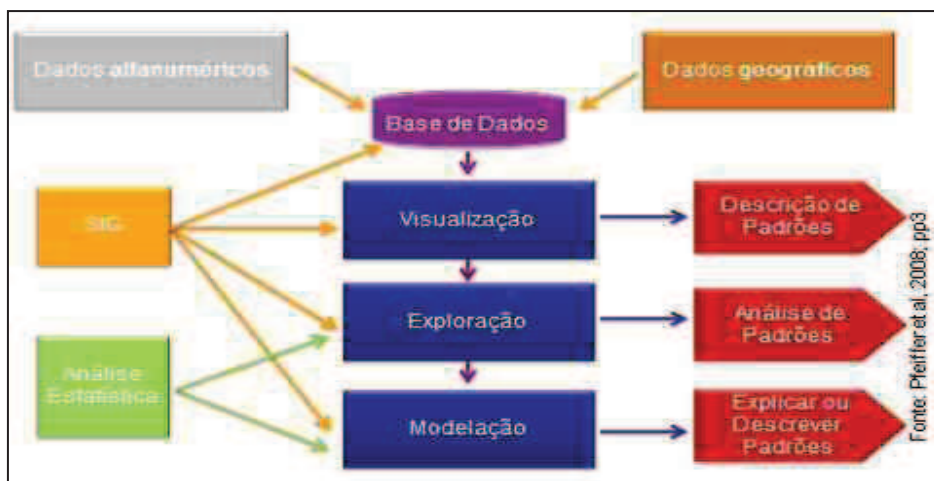 Dados alfanuméricos
Dados geográficos
Base de Dados
SIG
Visualização
Descrição de
Padrões
Exploração
Análise de
Padrões
Análise
Estatística
Modelação
Explicar ou
Descrever
Padrões
Fonte: Pfeiffer et al, 2008; pp3